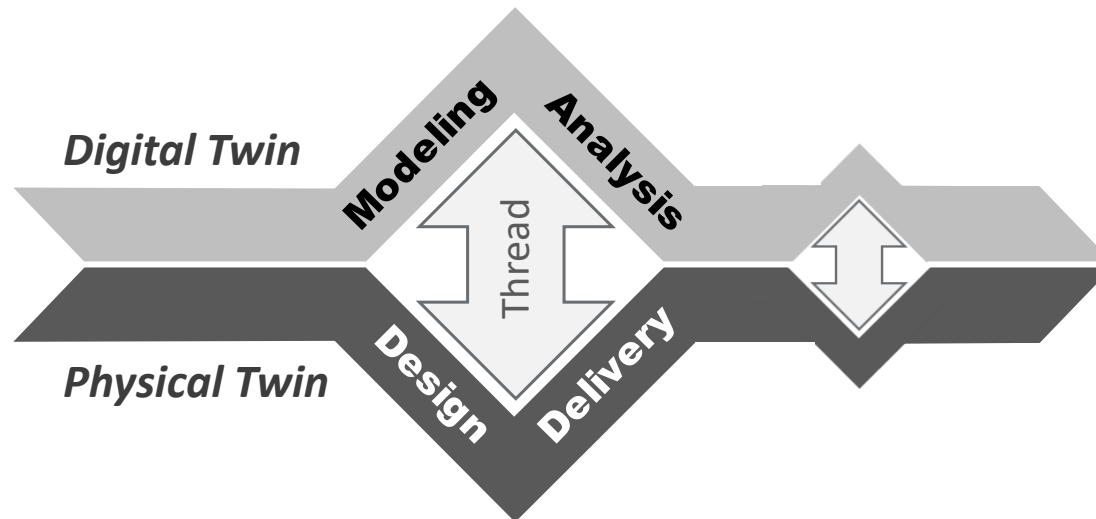 Modeling
Analysis
Digital Twin
Thread
Physical Twin
Design
Delivery